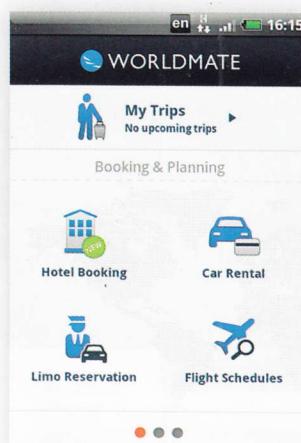 en H 16:15
WORLDMATE
My Trips
No upcoming trips
Booking & Planning
NEW
Hotel Booking
Car Rental
Limo Reservation
Flight Schedules